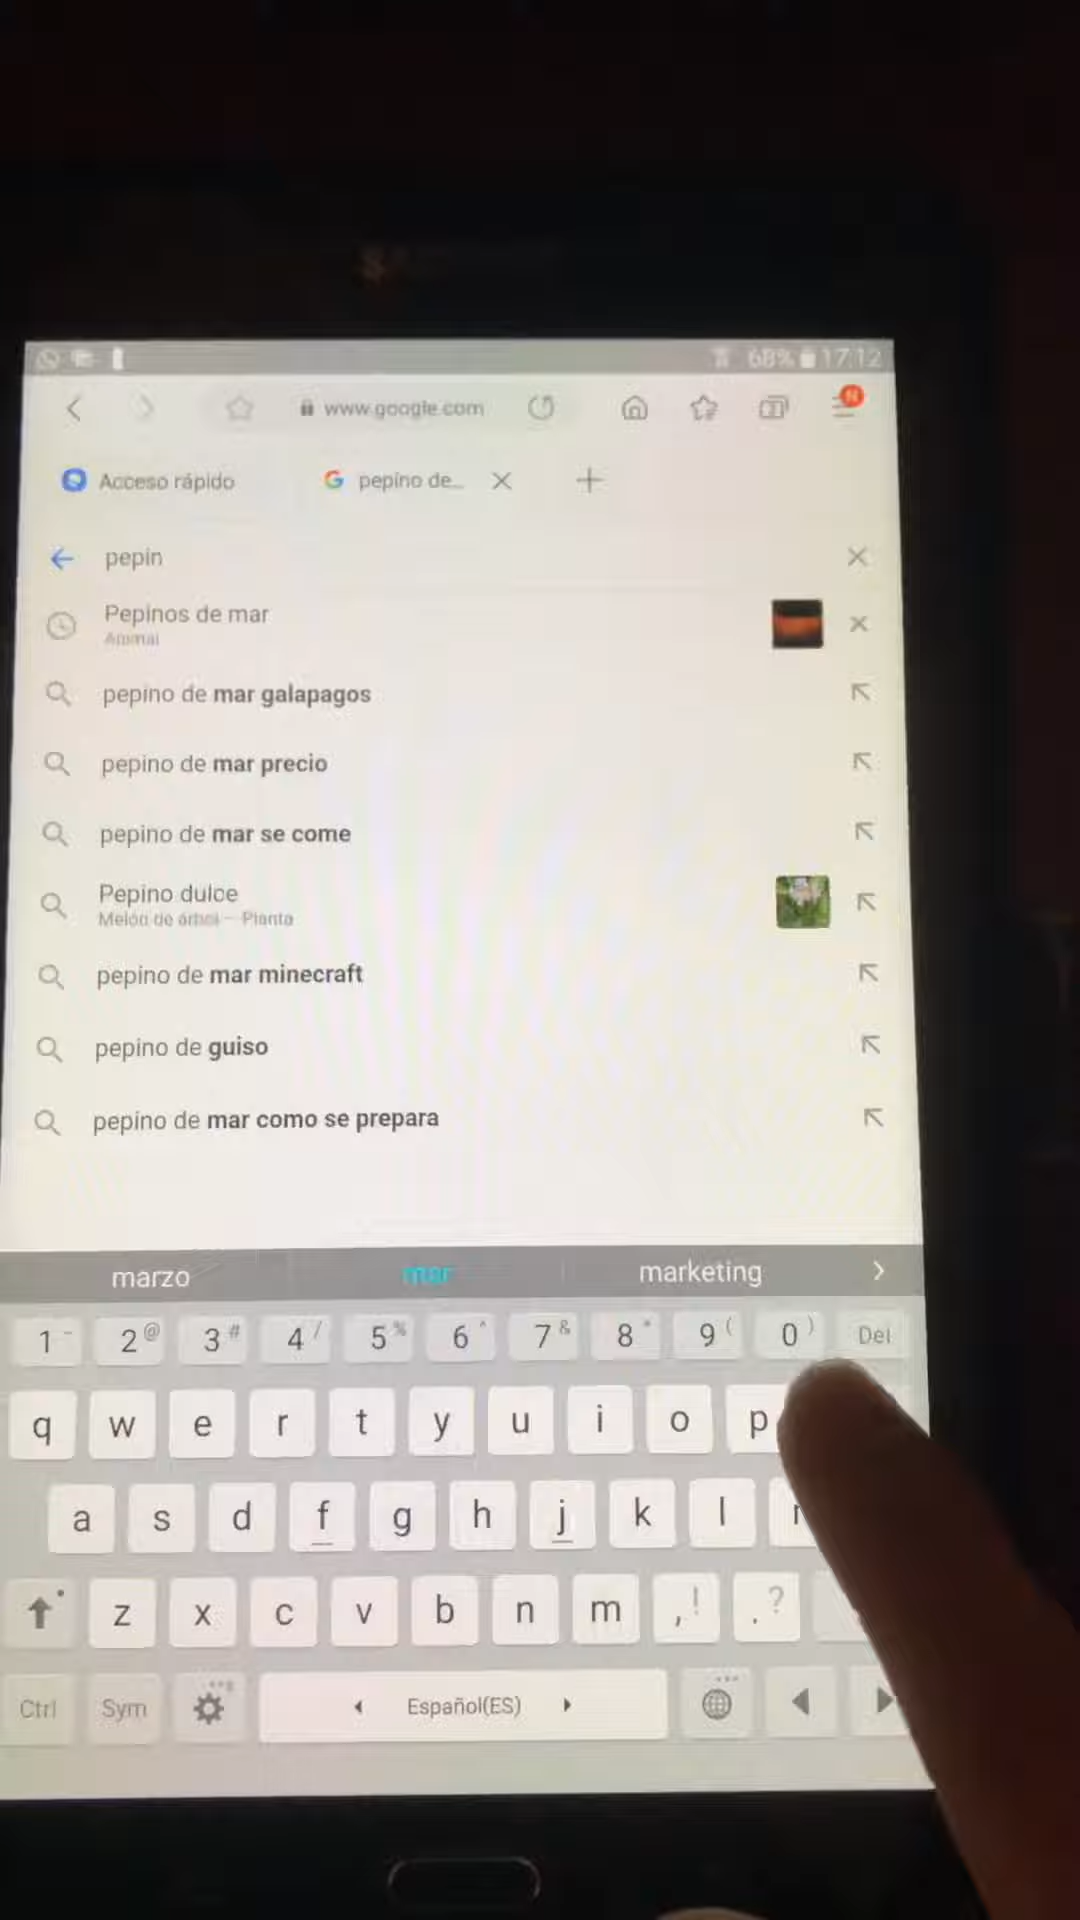 68% 17:12
www.google.com
N
Acceso rápido
G pepino de...
pepin
Pepinos de mar
Animal
pepino de mar galapagos
pepino de mar precio
pepino de mar se come
Pepino dulce
Melón de árbol — Planta
pepino de mar minecraft
pepino de guiso
pepino de mar como se prepara
marzo mar marketing
1 - 2 @ 3 # 4 / 5 % 6 ^ 7 & 8 * 9 ( 0 ) Del
q w e r t y u i o p
a s d f g h j k l
z x c v b n m , ! . ?
Ctrl Sym Español(ES)